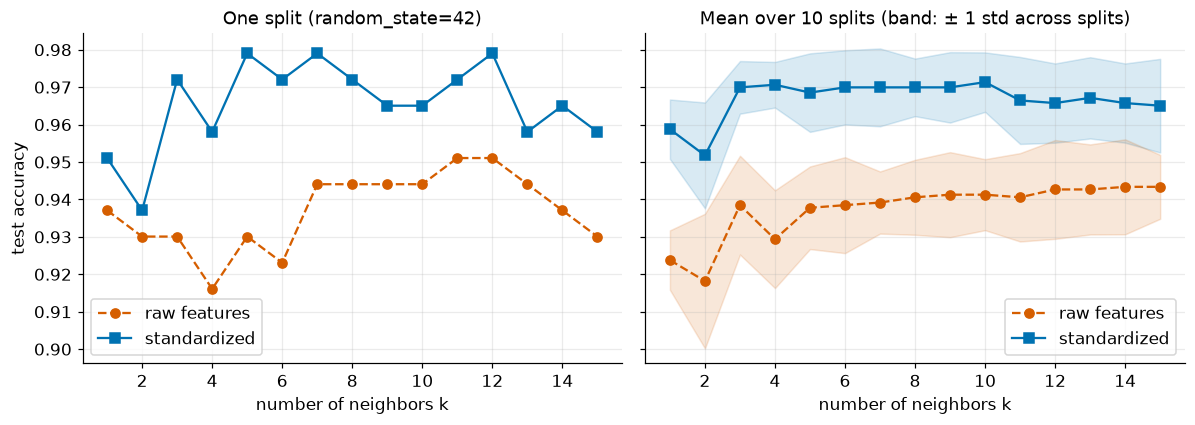 One split (random_state=42)
test accuracy
0.98
0.97
0.96
0.95
0.94
0.93
0.92
0.91
0.90
raw features
standardized
2 4 6 8 10 12 14
number of neighbors k
Mean over 10 splits (band: ± 1 std across splits)
raw features
standardized
2 4 6 8 10 12 14
number of neighbors k